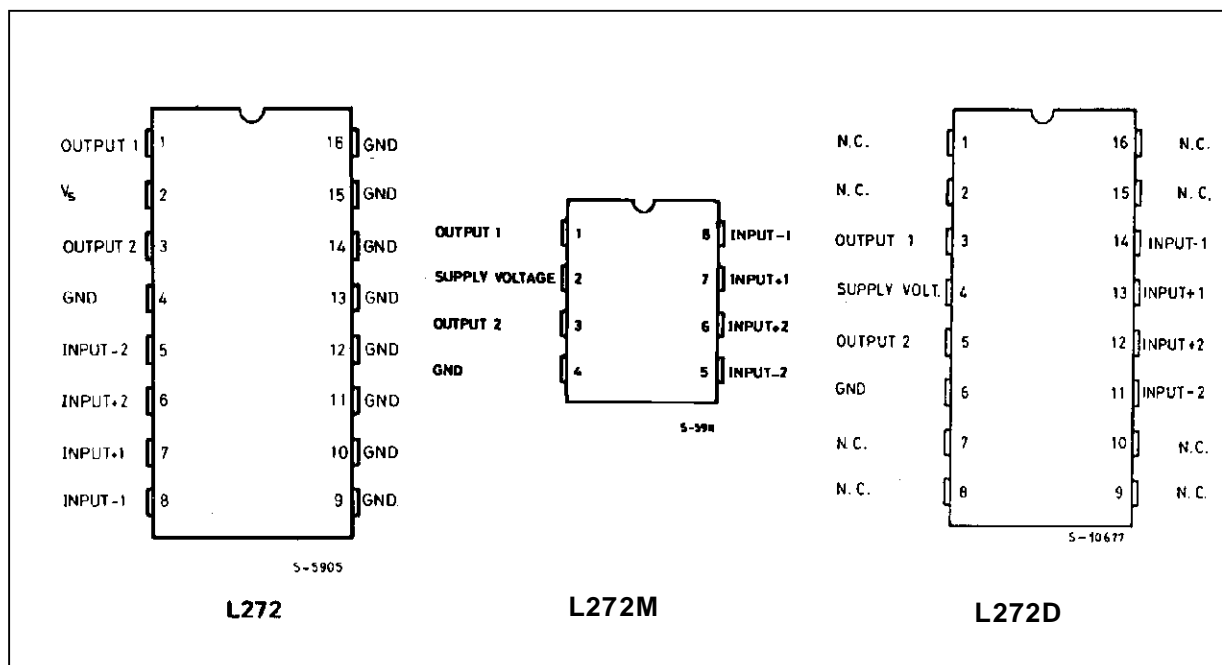 OUTPUT 1 1 16 GND
VS 2 15 GND
OUTPUT 2 3 14 GND
GND 4 13 GND
INPUT-2 5 12 GND
INPUT+2 6 11 GND
INPUT+1 7 10 GND
INPUT-1 8 9 GND
S-5905
L272
OUTPUT 1 1 8 INPUT-1
SUPPLY VOLTAGE 2 7 INPUT+1
OUTPUT 2 3 6 INPUT+2
GND 4 5 INPUT-2
L272M
N.C. 1 16 N.C.
N.C. 2 15 N.C.
OUTPUT 1 3 14 INPUT-1
SUPPLY VOLT. 4 13 INPUT+1
OUTPUT 2 5 12 INPUT+2
GND 6 11 INPUT-2
N.C. 7 10 N.C.
N.C. 8 9 N.C.
S-10677
L272D